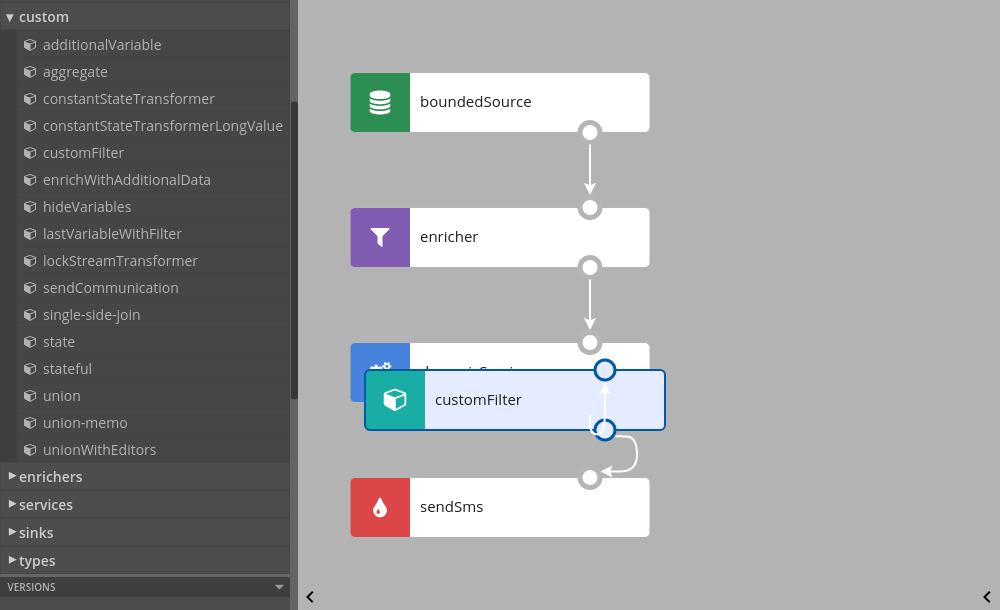 custom
additionalVariable
aggregate
constantStateTransformer
constantStateTransformerLongValue
customFilter
enrichWithAdditionalData
hideVariables
lastVariableWithFilter
lockStreamTransformer
sendCommunication
single-side-join
state
stateful
union
union-memo
unionWithEditors
enrichers
services
sinks
types
VERSIONS
boundedSource
enricher
customFilter
sendSms